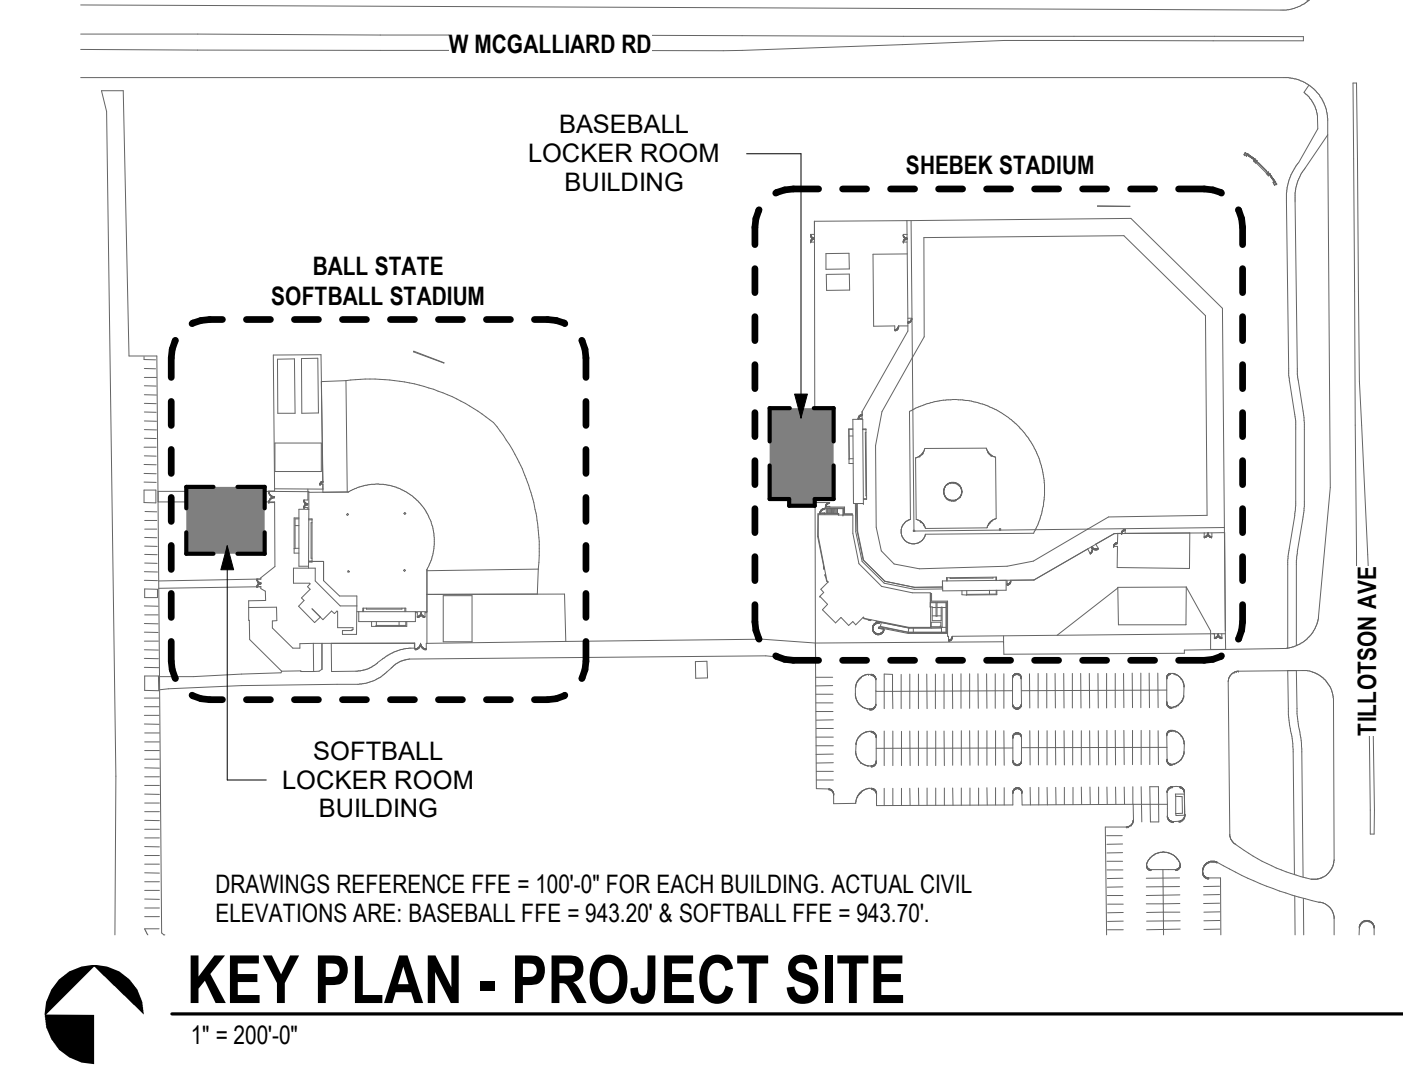 W MCGALLIARD RD
BASEBALL
LOCKER ROOM
BUILDING
SHEBEK STADIUM
BALL STATE
SOFTBALL STADIUM
TILLOTSON AVE
SOFTBALL
LOCKER ROOM
BUILDING
DRAWINGS REFERENCE FFE = 100'-0" FOR EACH BUILDING. ACTUAL CIVIL
ELEVATIONS ARE: BASEBALL FFE = 943.20' & SOFTBALL FFE = 943.70'.
KEY PLAN - PROJECT SITE
1" = 200'-0"